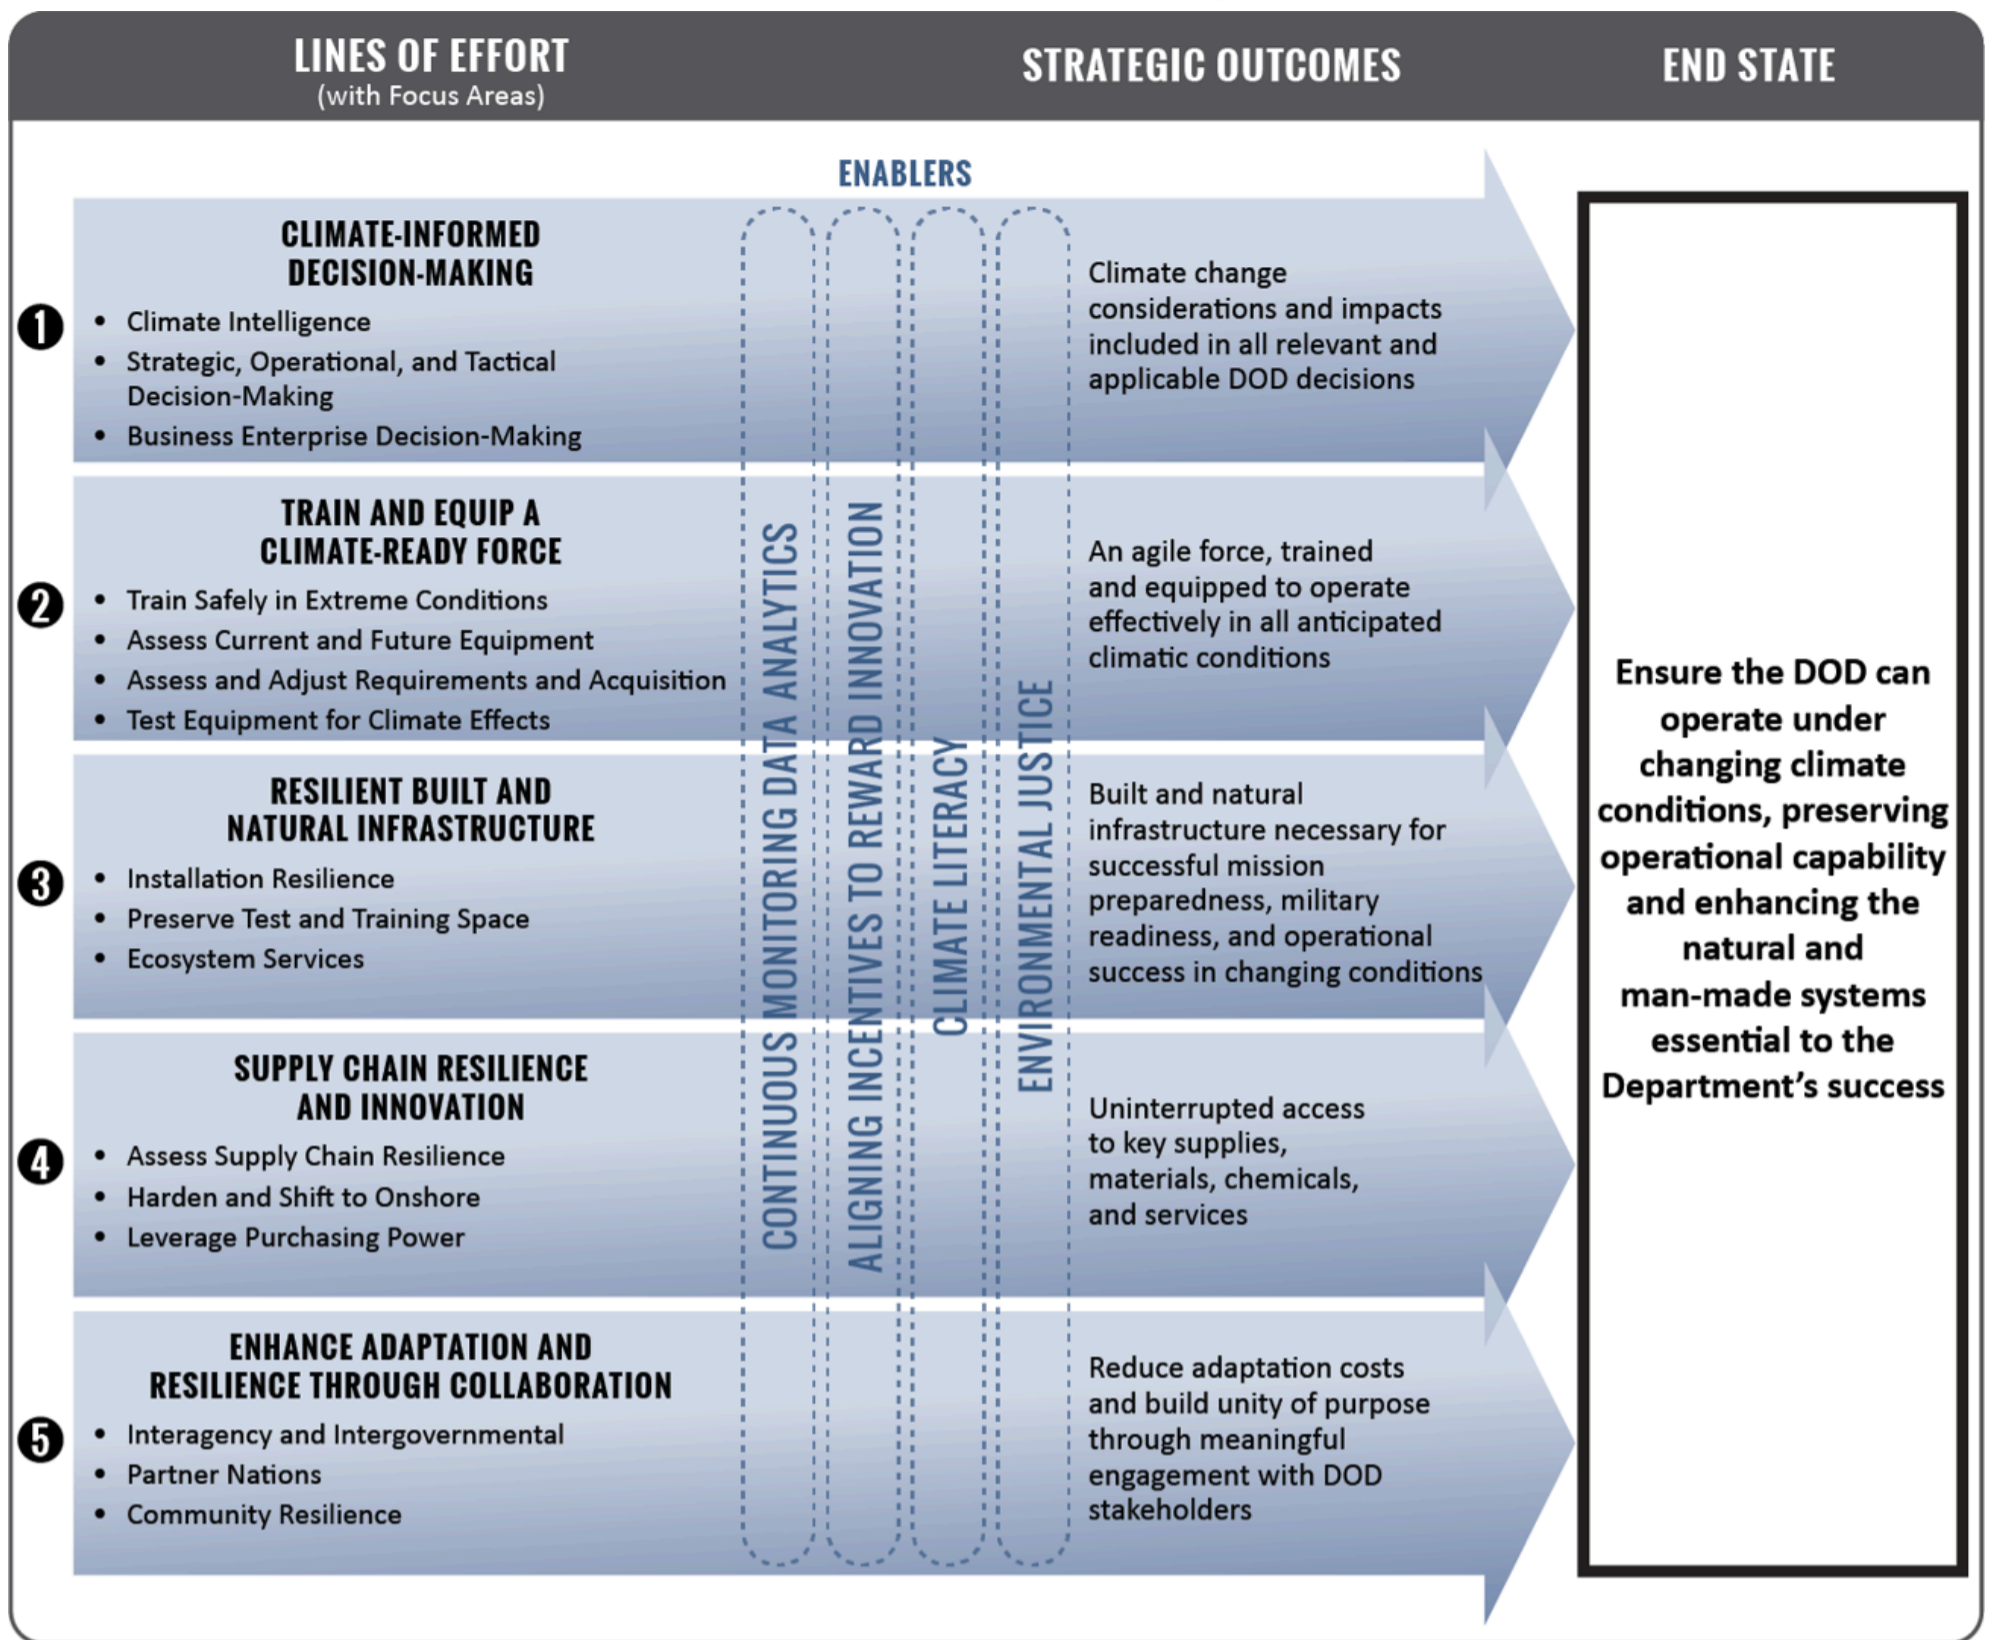 LINES OF EFFORT
(with Focus Areas)
STRATEGIC OUTCOMES
END STATE
ENABLERS
1
CLIMATE-INFORMED
DECISION-MAKING
• Climate Intelligence
• Strategic, Operational, and Tactical
Decision-Making
• Business Enterprise Decision-Making
Climate change
considerations and impacts
included in all relevant and
applicable DOD decisions
2
TRAIN AND EQUIP A
CLIMATE-READY FORCE
• Train Safely in Extreme Conditions
• Assess Current and Future Equipment
• Assess and Adjust Requirements and Acquisition
• Test Equipment for Climate Effects
An agile force, trained
and equipped to operate
effectively in all anticipated
climatic conditions
3
RESILIENT BUILT AND
NATURAL INFRASTRUCTURE
• Installation Resilience
• Preserve Test and Training Space
• Ecosystem Services
Built and natural
infrastructure necessary for
successful mission
preparedness, military
readiness, and operational
success in changing conditions
4
SUPPLY CHAIN RESILIENCE
AND INNOVATION
• Assess Supply Chain Resilience
• Harden and Shift to Onshore
• Leverage Purchasing Power
Uninterrupted access
to key supplies,
materials, chemicals,
and services
5
ENHANCE ADAPTATION AND
RESILIENCE THROUGH COLLABORATION
• Interagency and Intergovernmental
• Partner Nations
• Community Resilience
Reduce adaptation costs
and build unity of purpose
through meaningful
engagement with DOD
stakeholders
CONTINUOUS MONITORING DATA ANALYTICS
ALIGNING INCENTIVES TO REWARD INNOVATION
CLIMATE LITERACY
ENVIRONMENTAL JUSTICE
Ensure the DOD can
operate under
changing climate
conditions, preserving
operational capability
and enhancing the
natural and
man-made systems
essential to the
Department’s success